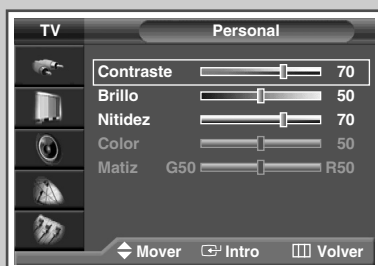 TV Personal
Contraste 70
Brillo 50
Nitidez 70
Color 50
Matiz G50 R50
Mover Intro Volver